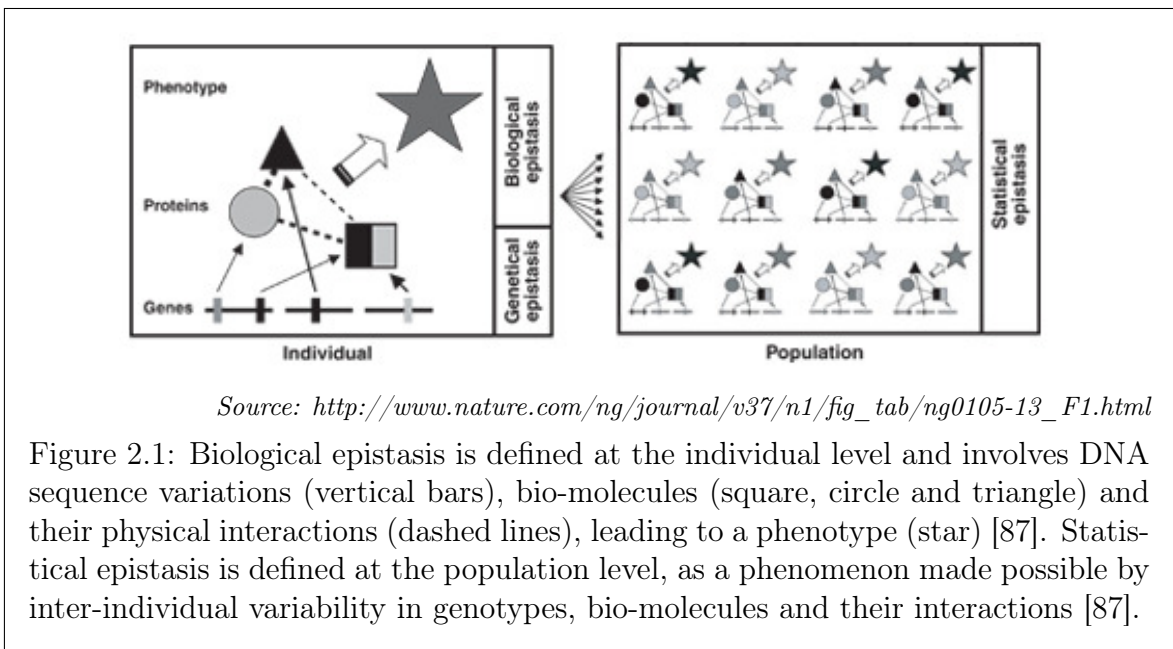 Phenotype
Proteins
Genes
Biological
epistasis
Genetical
epistasis
Individual
Statistical
epistasis
Population
Source: http://www.nature.com/ng/journal/v37/n1/fig_tab/ng0105-13_F1.html
Figure 2.1: Biological epistasis is defined at the individual level and involves DNA
sequence variations (vertical bars), bio-molecules (square, circle and triangle) and
their physical interactions (dashed lines), leading to a phenotype (star) [87]. Statis-
tical epistasis is defined at the population level, as a phenomenon made possible by
inter-individual variability in genotypes, bio-molecules and their interactions [87].